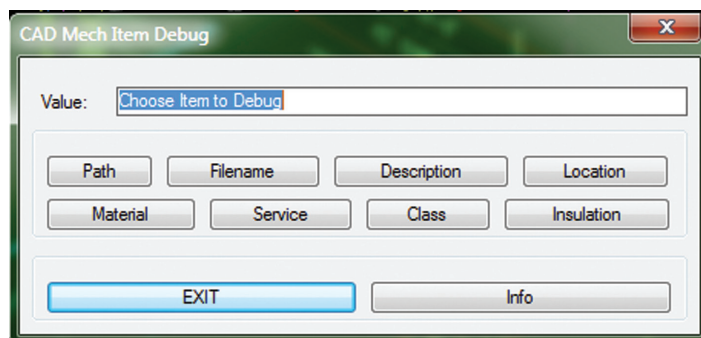 CAD Mech Item Debug
X
Value: Choose Item to Debug
Path Filename Description Location
Material Service Class Insulation
EXIT Info